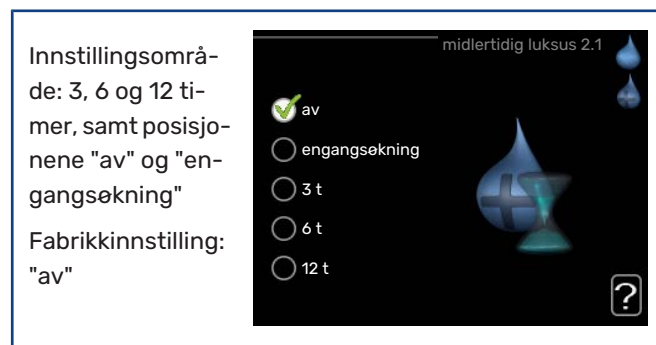 Innstillingsområ-
de: 3, 6 og 12 ti-
mer, samt posisjo-
nene "av" og "en-
gangsøkning"
Fabrikkinnstilling:
"av"
midlertidig luksus 2.1
av
engangsøkning
3 t
6 t
12 t
?